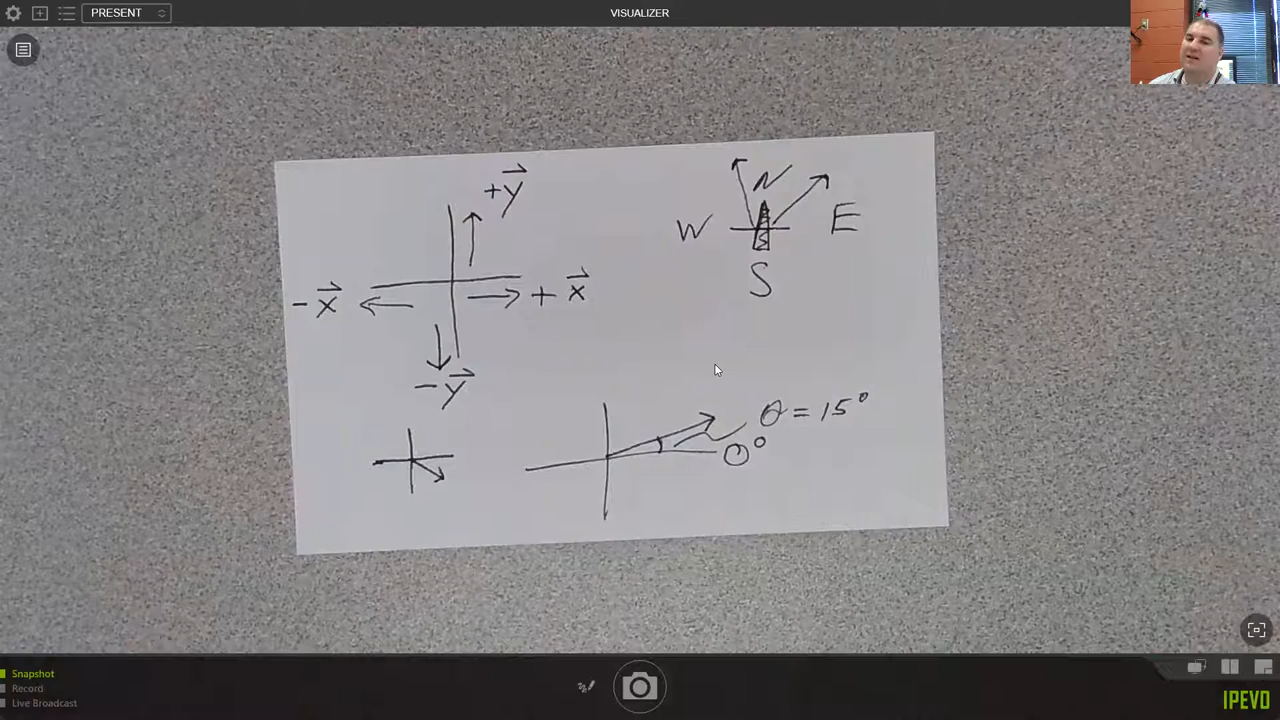 PRESENT
VISUALIZER
+y⃗
-x⃗
+x⃗
-y⃗
N
W
E
S
θ = 15°
0°
Snapshot
Record
Live Broadcast
IPEVO